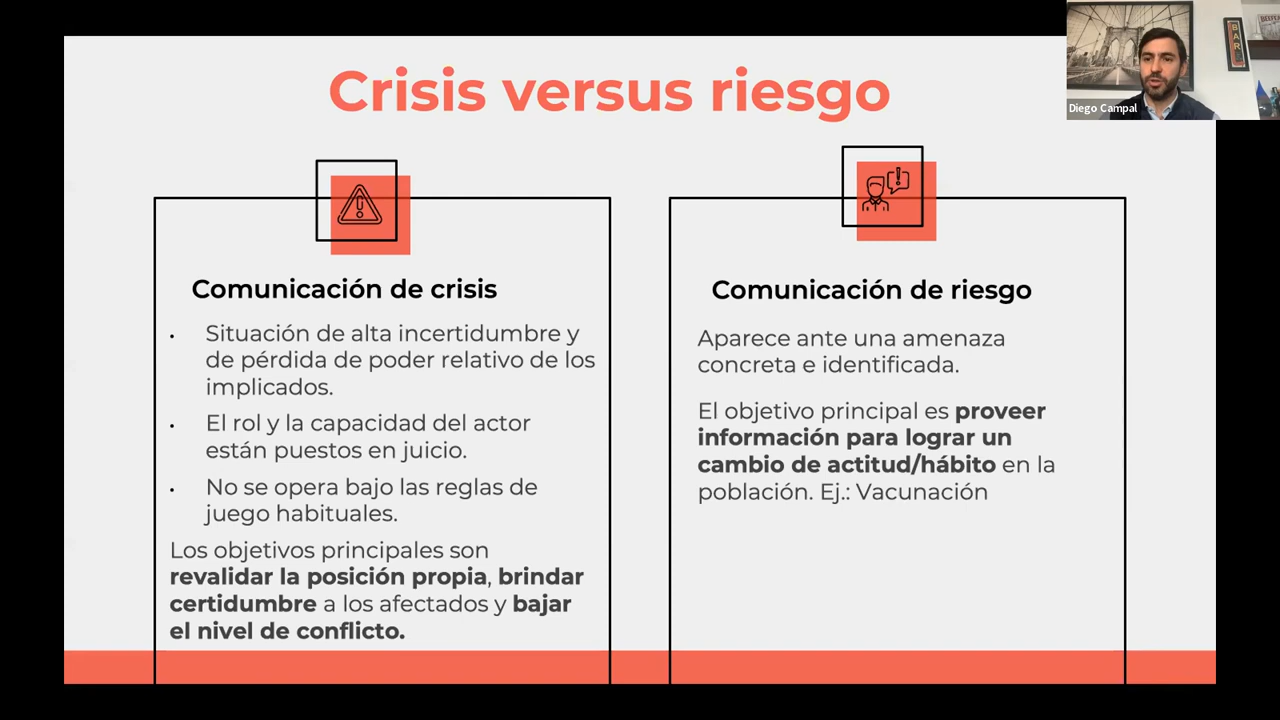 Crisis versus riesgo
Diego Campal
BAR
Comunicación de crisis
• Situación de alta incertidumbre y
de pérdida de poder relativo de los
implicados.
• El rol y la capacidad del actor
están puestos en juicio.
• No se opera bajo las reglas de
juego habituales.
Los objetivos principales son
revalidar la posición propia, brindar
certidumbre a los afectados y bajar
el nivel de conflicto.
Comunicación de riesgo
Aparece ante una amenaza
concreta e identificada.
El objetivo principal es proveer
información para lograr un
cambio de actitud/hábito en la
población. Ej.: Vacunación